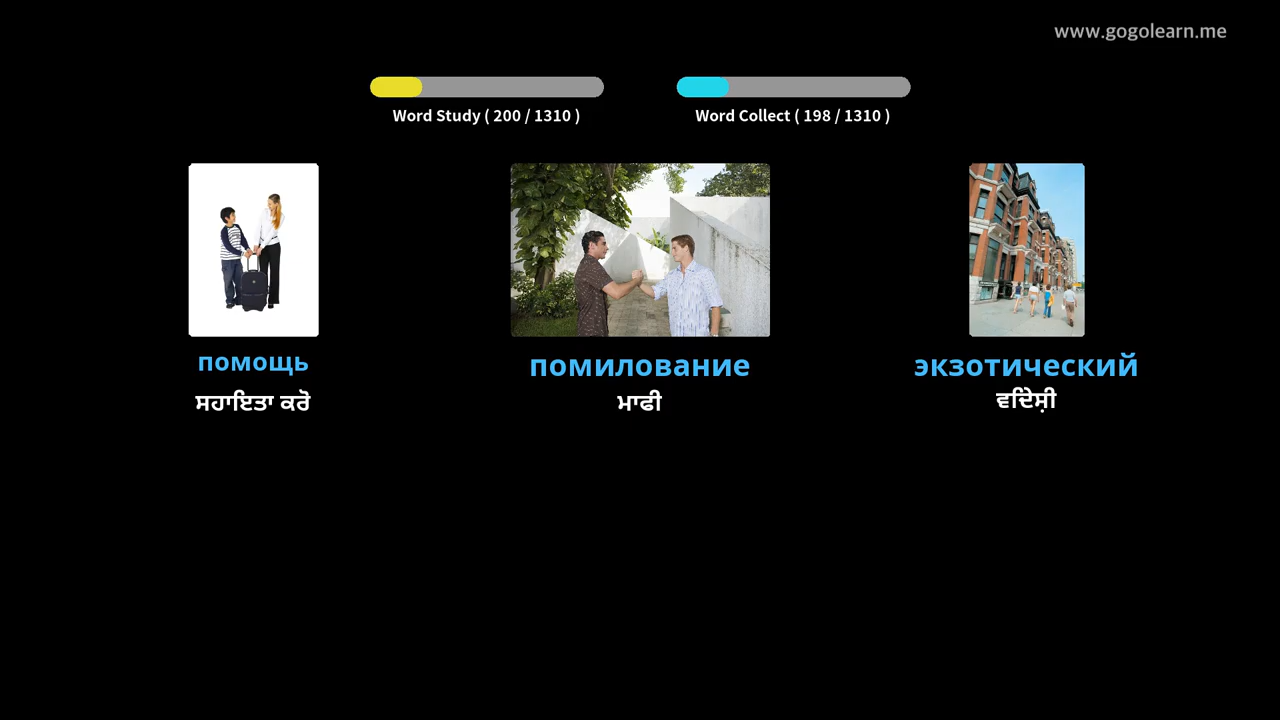 www.gogolearn.me
Word Study ( 200 / 1310 )
Word Collect ( 198 / 1310 )
помощь
помилование
экзотический
ਸਹਾਇਤਾ ਕਰੋ
ਮਾਫੀ
ਵਿਦੇਸ਼ੀ